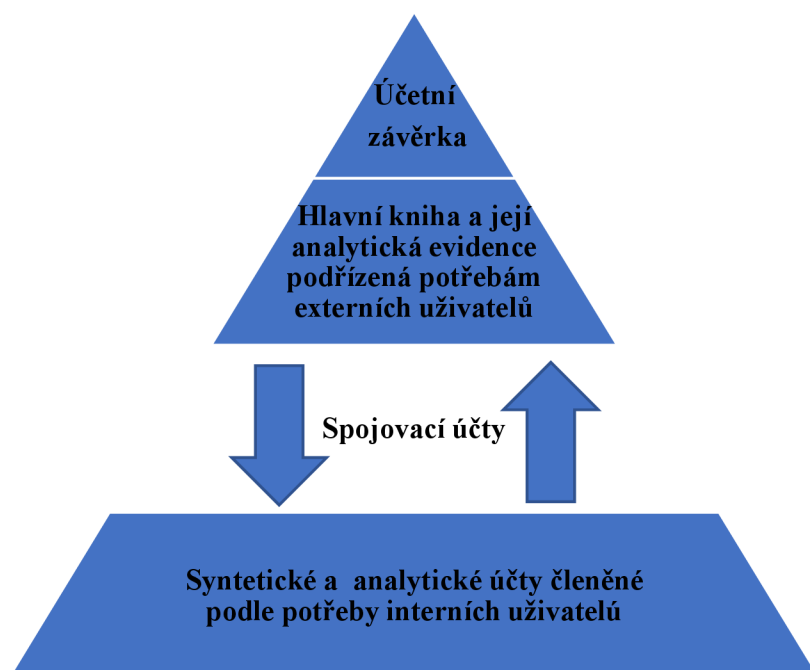 Účetní
závěrka
Hlavní kniha a její
analytická evidence
podřízená potřebám
externích uživatelů
Spojovací účty
Syntetické a  analytické účty členěné
podle potřeby interních uživatelů